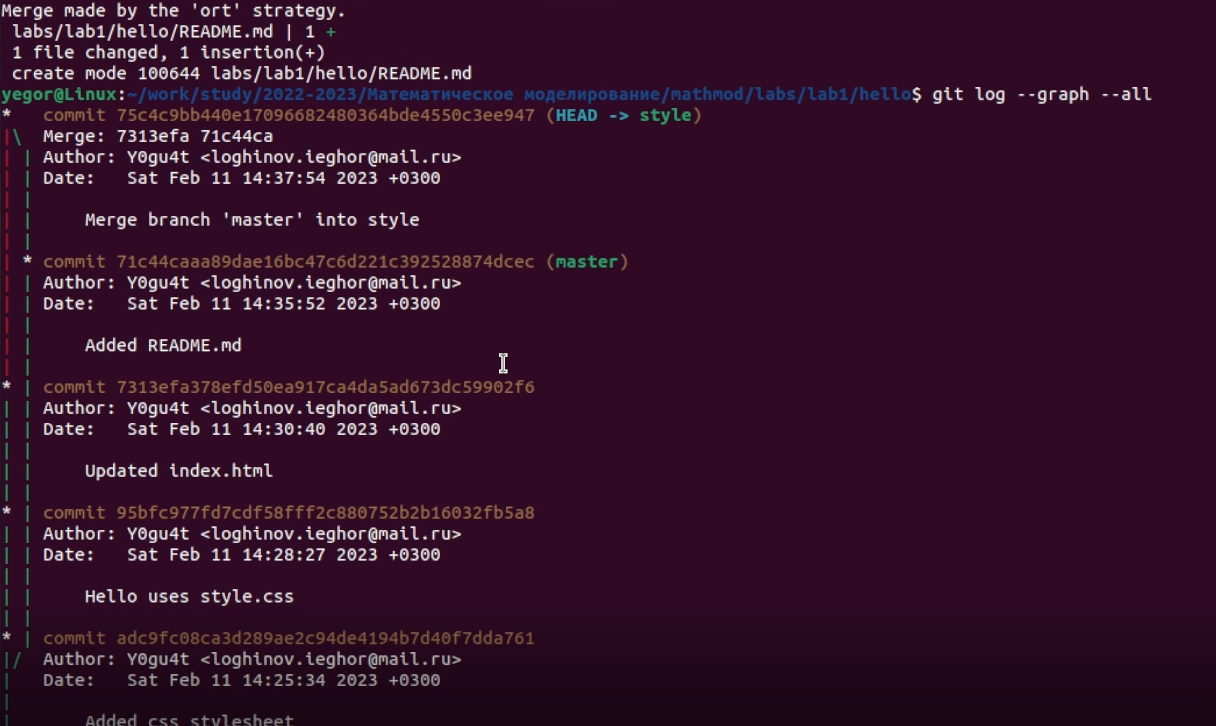 Merge made by the 'ort' strategy.
 labs/lab1/hello/README.md | 1 +
 1 file changed, 1 insertion(+)
 create mode 100644 labs/lab1/hello/README.md
yegor@Linux:~/work/study/2022-2023/Математическое моделирование/mathmod/labs/lab1/hello$ git log --graph --all
*   commit 75c4c9bb440e17096682480364bde4550c3ee947 (HEAD -> style)
|\  Merge: 7313efa 71c44ca
| | Author: Y0gu4t <loghinov.ieghor@mail.ru>
| | Date:   Sat Feb 11 14:37:54 2023 +0300
| |
| |     Merge branch 'master' into style
| |
| * commit 71c44caaa89dae16bc47c6d221c392528874dcec (master)
| | Author: Y0gu4t <loghinov.ieghor@mail.ru>
| | Date:   Sat Feb 11 14:35:52 2023 +0300
| |
| |     Added README.md
| |
* | commit 7313efa378efd50ea917ca4da5ad673dc59902f6
| | Author: Y0gu4t <loghinov.ieghor@mail.ru>
| | Date:   Sat Feb 11 14:30:40 2023 +0300
| |
| |     Updated index.html
| |
* | commit 95bfc977fd7cdf58fff2c880752b2b16032fb5a8
| | Author: Y0gu4t <loghinov.ieghor@mail.ru>
| | Date:   Sat Feb 11 14:28:27 2023 +0300
| |
| |     Hello uses style.css
| |
* | commit adc9fc08ca3d289ae2c94de4194b7d40f7dda761
|/  Author: Y0gu4t <loghinov.ieghor@mail.ru>
|   Date:   Sat Feb 11 14:25:34 2023 +0300
|
|       Added css stylesheet